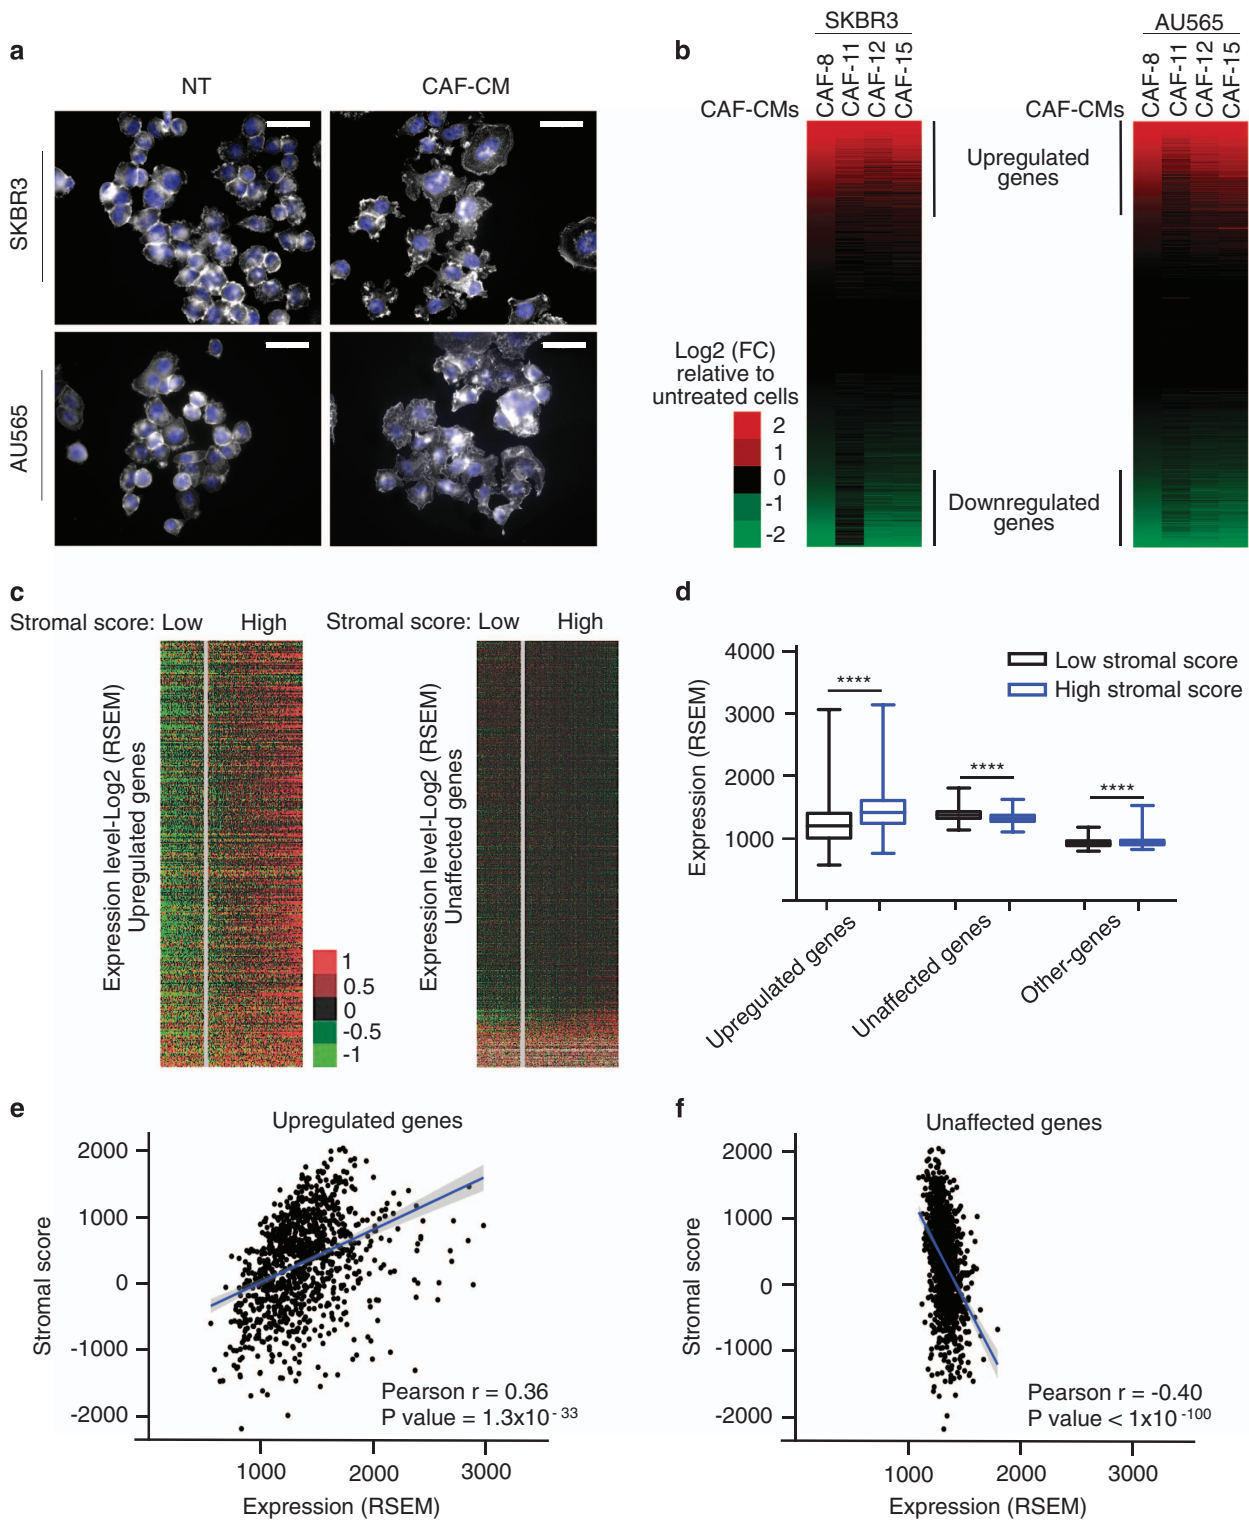 a
NT
CAF-CM
SKBR3
AU565
b
SKBR3
AU565
CAF-CMs
CAF-8
CAF-11
CAF-12
CAF-15
CAF-CMs
CAF-8
CAF-11
CAF-12
CAF-15
Upregulated
genes
Log2 (FC)
relative to
untreated cells
2
1
0
-1
-2
Downregulated
genes
c
Stromal score: Low
High
Stromal score: Low
High
Expression level-Log2 (RSEM)
Upregulated genes
1
0.5
0
-0.5
-1
Expression level-Log2 (RSEM)
Unaffected genes
d
Expression (RSEM)
4000
3000
2000
1000
Low stromal score
High stromal score
****
****
****
Upregulated genes
Unaffected genes
Other-genes
e
Upregulated genes
Stromal score
2000
1000
0
-1000
-2000
Pearson r = 0.36
P value = 1.3x10⁻³³
1000
2000
3000
Expression (RSEM)
f
Unaffected genes
Stromal score
2000
1000
0
-1000
-2000
Pearson r = -0.40
P value < 1x10⁻¹⁰⁰
1000
2000
3000
Expression (RSEM)